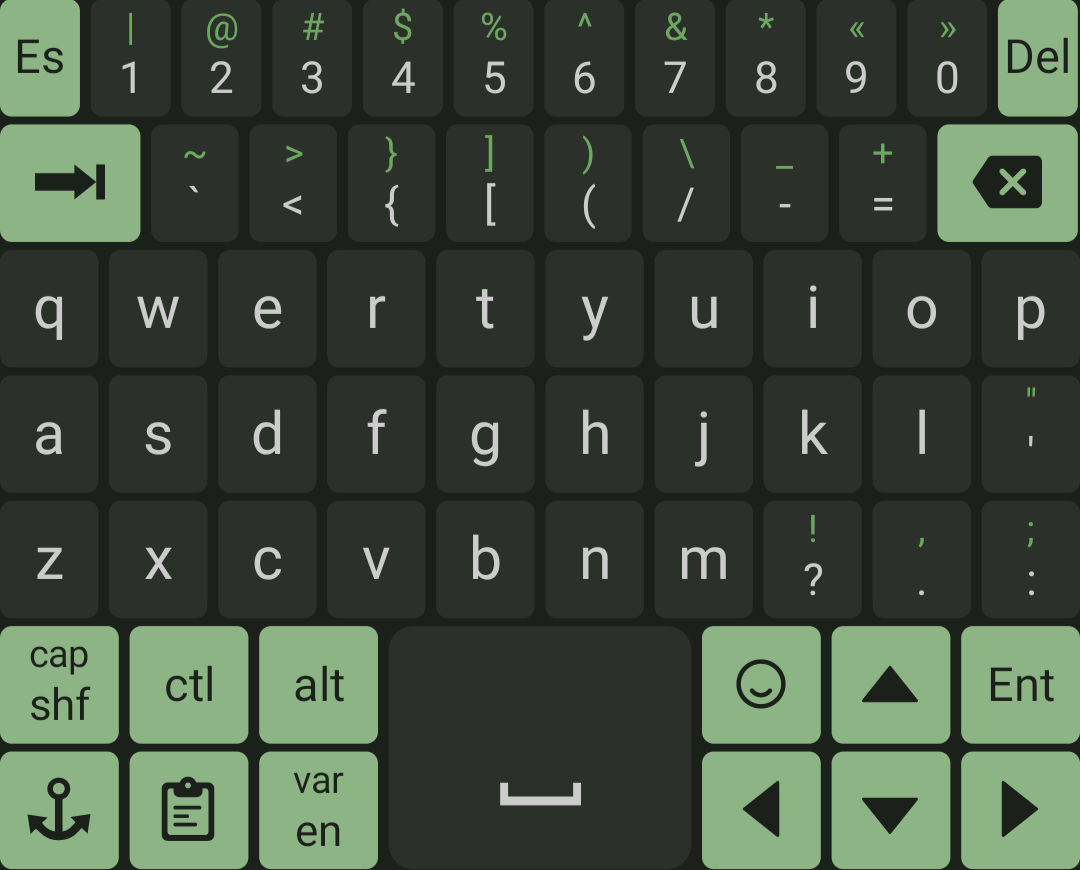 Es | @ # $ % ^ & * « » Del
1 2 3 4 5 6 7 8 9 0
~ > } ] ) \ _ +
` < { [ ( / - =
q w e r t y u i o p
a s d f g h j k l " '
z x c v b n m ! ? , . ; :
cap
shf ctl alt Ent
var
en